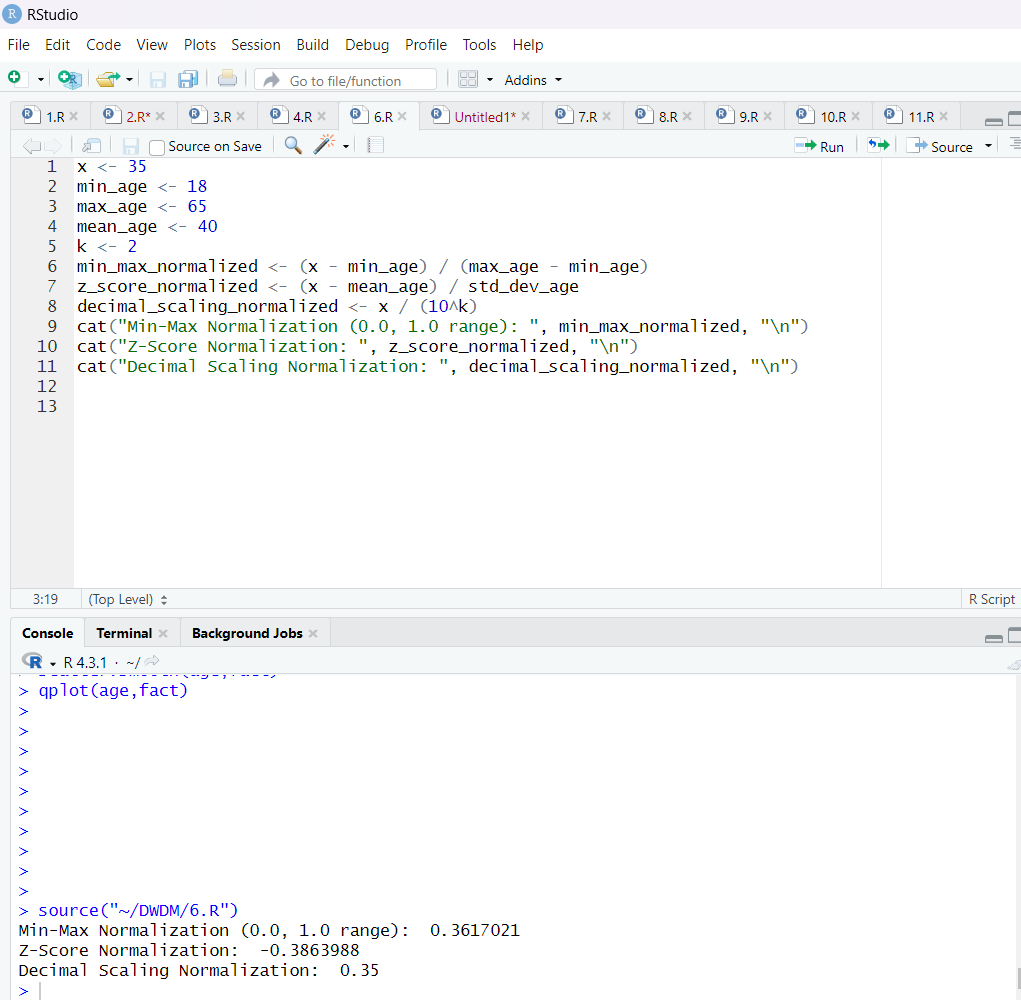 RStudio
File Edit Code View Plots Session Build Debug Profile Tools Help
Go to file/function Addins
1.R 2.R* 3.R 4.R 6.R Untitled1* 7.R 8.R 9.R 10.R 11.R
Source on Save Run Source
1 x <- 35
2 min_age <- 18
3 max_age <- 65
4 mean_age <- 40
5 k <- 2
6 min_max_normalized <- (x - min_age) / (max_age - min_age)
7 z_score_normalized <- (x - mean_age) / std_dev_age
8 decimal_scaling_normalized <- x / (10^k)
9 cat("Min-Max Normalization (0.0, 1.0 range): ", min_max_normalized, "\n")
10 cat("Z-Score Normalization: ", z_score_normalized, "\n")
11 cat("Decimal Scaling Normalization: ", decimal_scaling_normalized, "\n")
12
13
3:19 (Top Level) R Script
Console Terminal Background Jobs
R R 4.3.1 · ~/
> qplot(age,fact)
>
>
>
>
>
>
>
>
>
>
> source("~/DWDM/6.R")
Min-Max Normalization (0.0, 1.0 range):  0.3617021
Z-Score Normalization:  -0.3863988
Decimal Scaling Normalization:  0.35
>